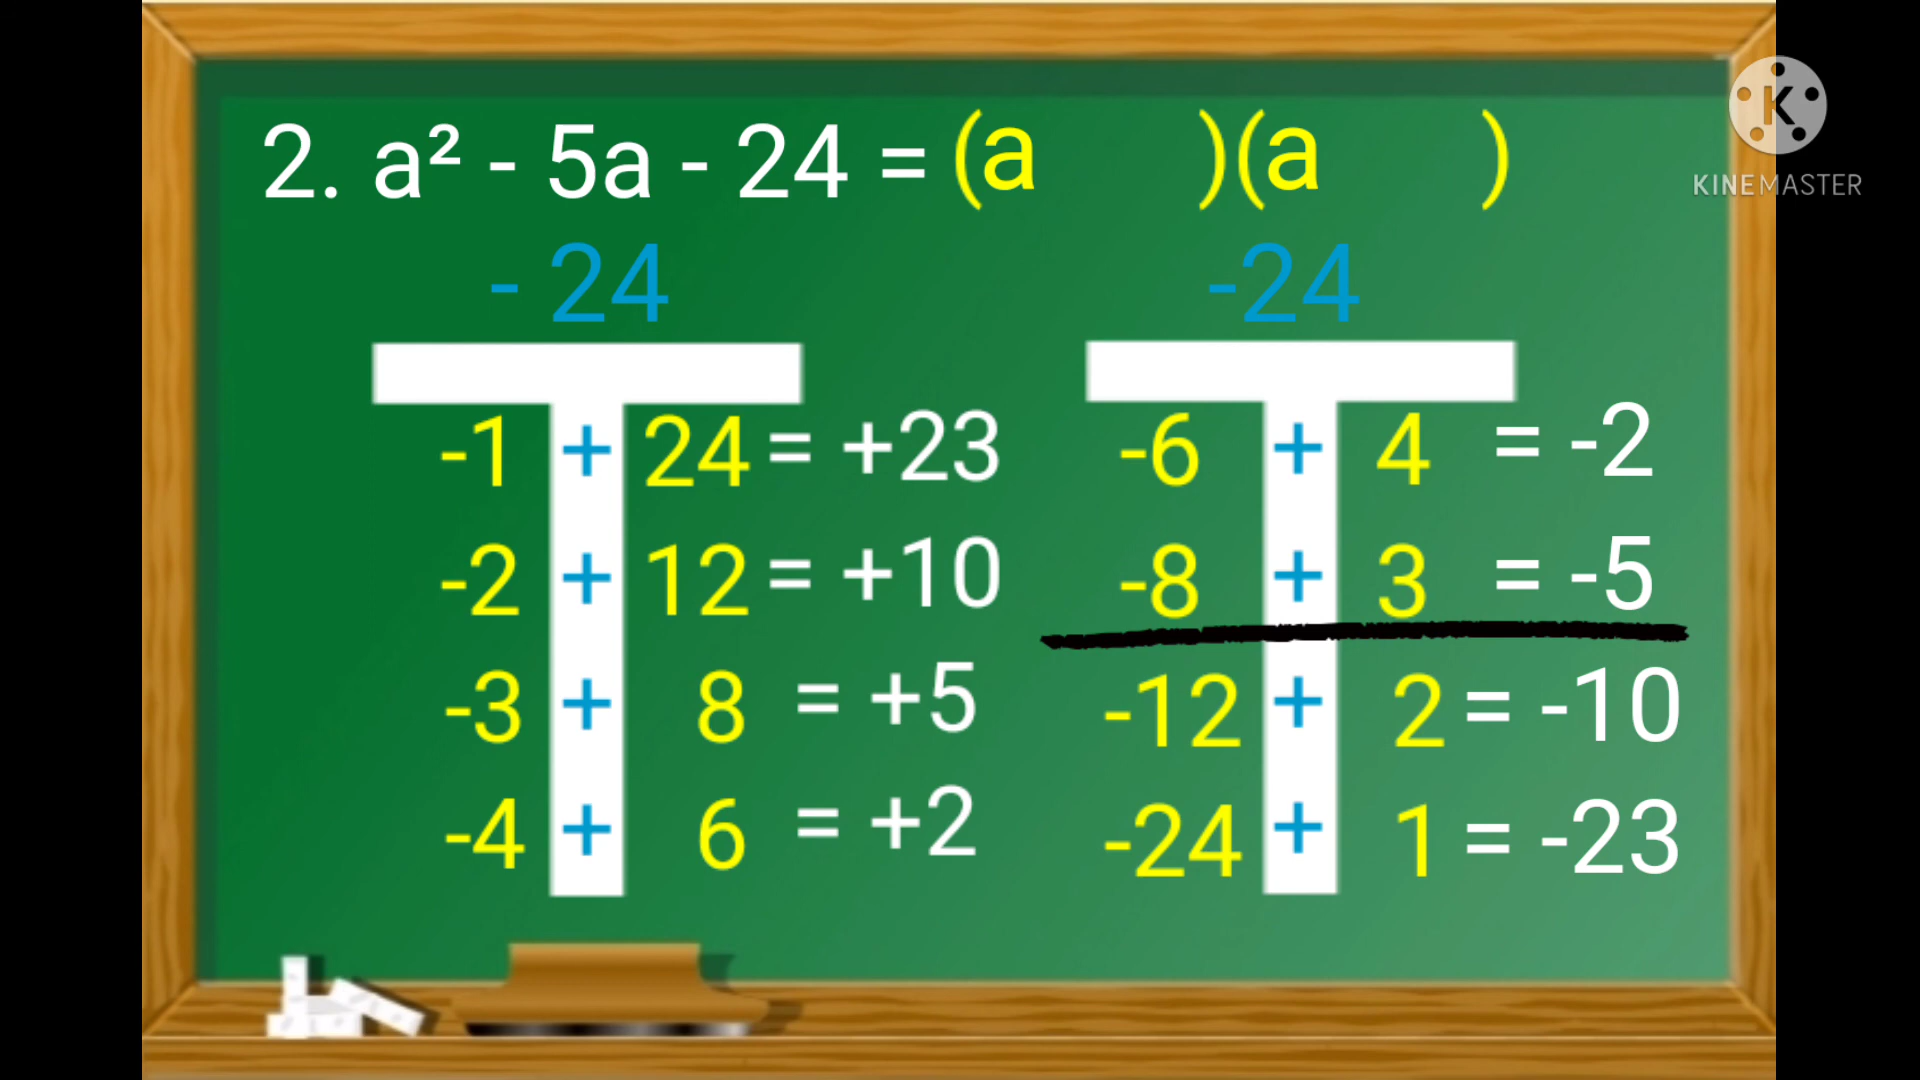 2. a² - 5a - 24 = (a )(a )
K
KINEMASTER
- 24
-24
-1 + 24 = +23
-6 + 4 = -2
-2 + 12 = +10
-8 + 3 = -5
-3 + 8 = +5
-12 + 2 = -10
-4 + 6 = +2
-24 + 1 = -23